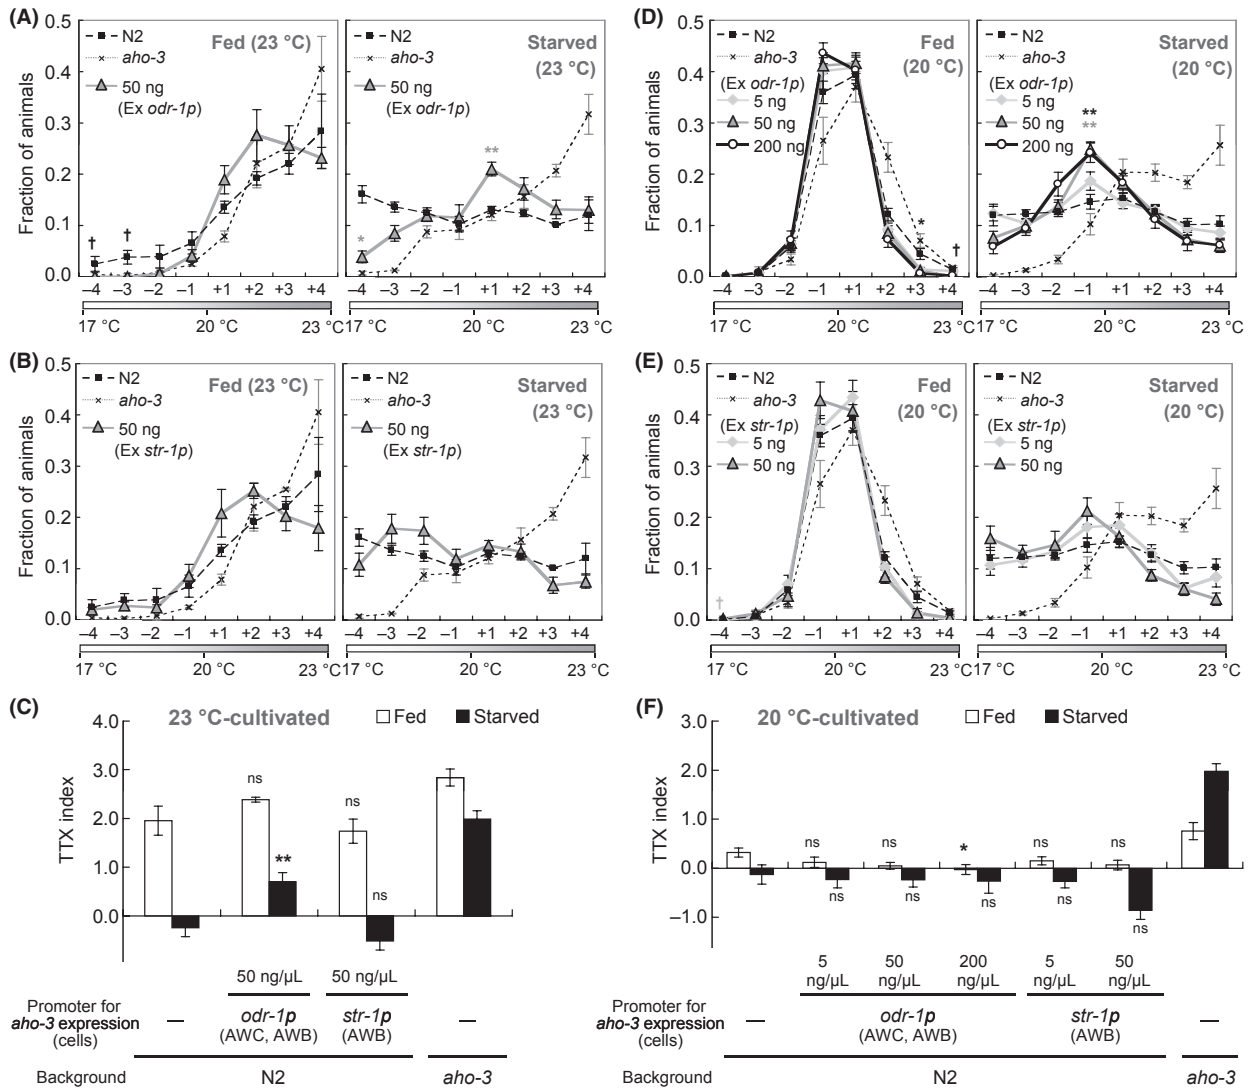 (A)
0.5
0.4
0.3
0.2
0.1
0.0
Fraction of animals
N2
aho-3
50 ng
(Ex odr-1p)
Fed (23 °C)
† †
–4 –3 –2 –1 +1 +2 +3 +4
17 °C 20 °C 23 °C
Starved
(23 °C)
N2
aho-3
50 ng
(Ex odr-1p)
*
**
–4 –3 –2 –1 +1 +2 +3 +4
17 °C 20 °C 23 °C
(B)
0.5
0.4
0.3
0.2
0.1
0.0
Fraction of animals
N2
aho-3
50 ng
(Ex str-1p)
Fed (23 °C)
–4 –3 –2 –1 +1 +2 +3 +4
17 °C 20 °C 23 °C
N2
aho-3
50 ng
(Ex str-1p)
Starved
(23 °C)
–4 –3 –2 –1 +1 +2 +3 +4
17 °C 20 °C 23 °C
(C)
23 °C-cultivated
Fed Starved
4.0
3.0
2.0
1.0
0.0
TTX index
ns
**
ns
ns
50 ng/µL 50 ng/µL
Promoter for
aho-3 expression
(cells)
— odr-1p str-1p —
(AWC, AWB) (AWB)
Background N2 aho-3
(D)
0.5
0.4
0.3
0.2
0.1
0.0
Fraction of animals
N2
aho-3
(Ex odr-1p)
5 ng
50 ng
200 ng
Fed
(20 °C)
*
†
–4 –3 –2 –1 +1 +2 +3 +4
17 °C 20 °C 23 °C
N2
aho-3
(Ex odr-1p)
5 ng
50 ng
200 ng
Starved
(20 °C)
**
**
–4 –3 –2 –1 +1 +2 +3 +4
17 °C 20 °C 23 °C
(E)
0.5
0.4
0.3
0.2
0.1
0.0
Fraction of animals
N2
aho-3
(Ex str-1p)
5 ng
50 ng
Fed
(20 °C)
†
–4 –3 –2 –1 +1 +2 +3 +4
17 °C 20 °C 23 °C
N2
aho-3
(Ex str-1p)
5 ng
50 ng
Starved
(20 °C)
–4 –3 –2 –1 +1 +2 +3 +4
17 °C 20 °C 23 °C
(F)
20 °C-cultivated
Fed Starved
3.0
2.0
1.0
0.0
–1.0
TTX index
ns ns * ns ns
ns ns ns ns ns
5 50 200 5 50
ng/µL ng/µL ng/µL ng/µL ng/µL
Promoter for
aho-3 expression
(cells)
— odr-1p str-1p —
(AWC, AWB) (AWB)
Background N2 aho-3